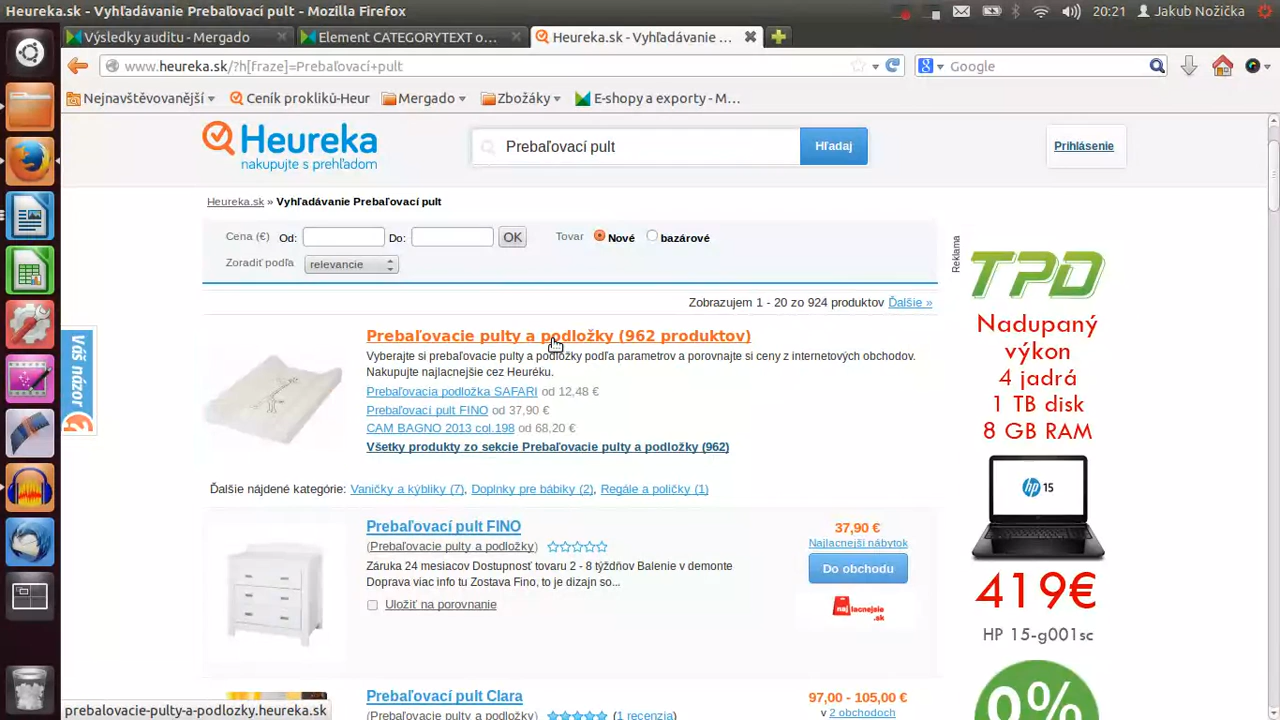 Heureka.sk - Vyhľadávanie Prebaľovací pult - Mozilla Firefox
20:21 Jakub Nožička
Výsledky auditu - Mergado
Element CATEGORYTEXT o...
Heureka.sk - Vyhľadávanie ...
www.heureka.sk/?h[fraze]=Prebaľovací+pult
Google
Najnavštěvovanější
Ceník prokliků-Heur
Mergado
Zbožáky
E-shopy a exporty - M...
Heureka
nakupujte s prehľadom
Prebaľovací pult
Hľadaj
Prihlásenie
Heureka.sk » Vyhľadávanie Prebaľovací pult
Cena (€) Od: Do: OK Tovar Nové bazárové
Zoradiť podľa relevancie
Zobrazujem 1 - 20 zo 924 produktov Ďalšie »
Prebaľovacie pulty a podložky (962 produktov)
Vyberajte si prebaľovacie pulty a podložky podľa parametrov a porovnajte si ceny z internetových obchodov.
Nakupujte najlacnejšie cez Heuréku.
Prebaľovacia podložka SAFARI od 12,48 €
Prebaľovací pult FINO od 37,90 €
CAM BAGNO 2013 col.198 od 68,20 €
Všetky produkty zo sekcie Prebaľovacie pulty a podložky (962)
Ďalšie nájdené kategórie: Vaničky a kýbliky (7), Doplnky pre bábiky (2), Regále a poličky (1)
Prebaľovací pult FINO
(Prebaľovacie pulty a podložky)
Záruka 24 mesiacov Dostupnosť tovaru 2 - 8 týždňov Balenie v demonte
Doprava viac info tu Zostava Fino, to je dizajn so...
Uložiť na porovnanie
37,90 €
Najlacnejší nábytok
Do obchodu
najlacnejsie.sk
Prebaľovací pult Clara
(Prebaľovacie pulty a podložky)
(1 recenzia)
97,00 - 105,00 €
v 2 obchodoch
Váš názor
Reklama
TPD
Nadupaný
výkon
4 jadrá
1 TB disk
8 GB RAM
hp 15
419€
HP 15-g001sc
0%
prebalovacie-pulty-a-podlozky.heureka.sk